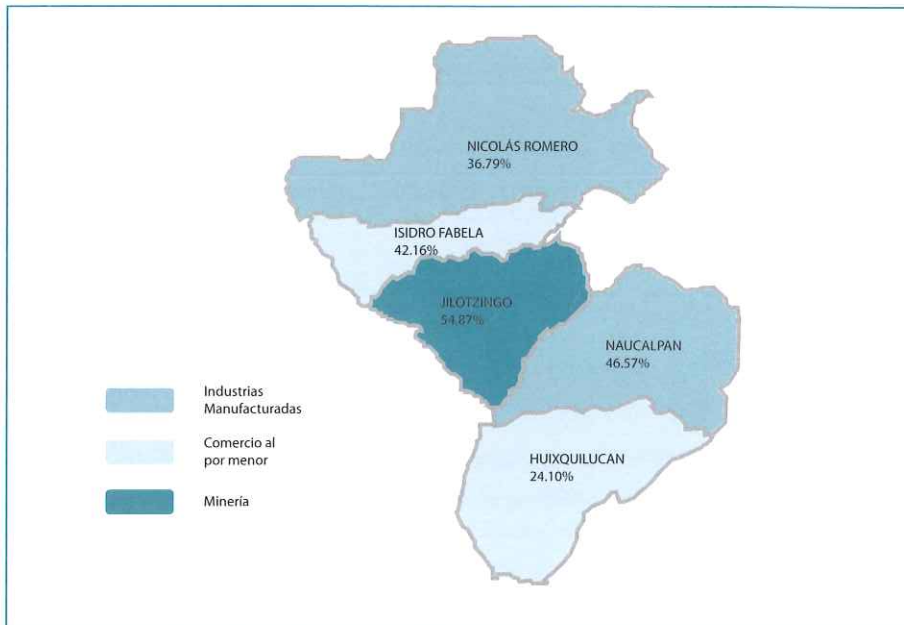 NICOLÁS ROMERO
36.79%
ISIDRO FABELA
42.16%
JILOTZINGO
54.87%
NAUCALPAN
46.57%
HUIXQUILUCAN
24.10%
Industrias
Manufacturadas
Comercio al
por menor
Minería